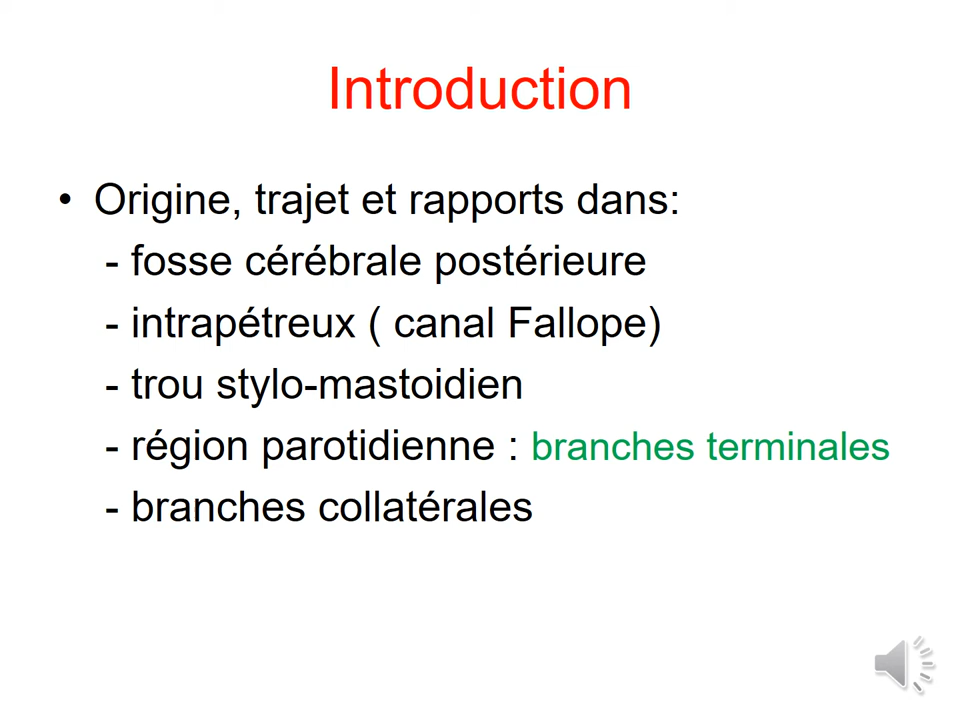 Introduction
• Origine, trajet et rapports dans:
- fosse cérébrale postérieure
- intrapétreux ( canal Fallope)
- trou stylo-mastoidien
- région parotidienne : branches terminales
- branches collatérales